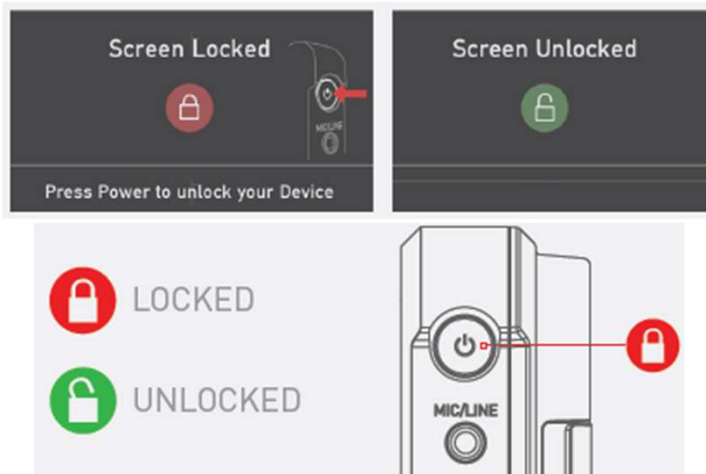 Screen Locked
MIC/LINE
Press Power to unlock your Device
Screen Unlocked
LOCKED
UNLOCKED
MIC/LINE